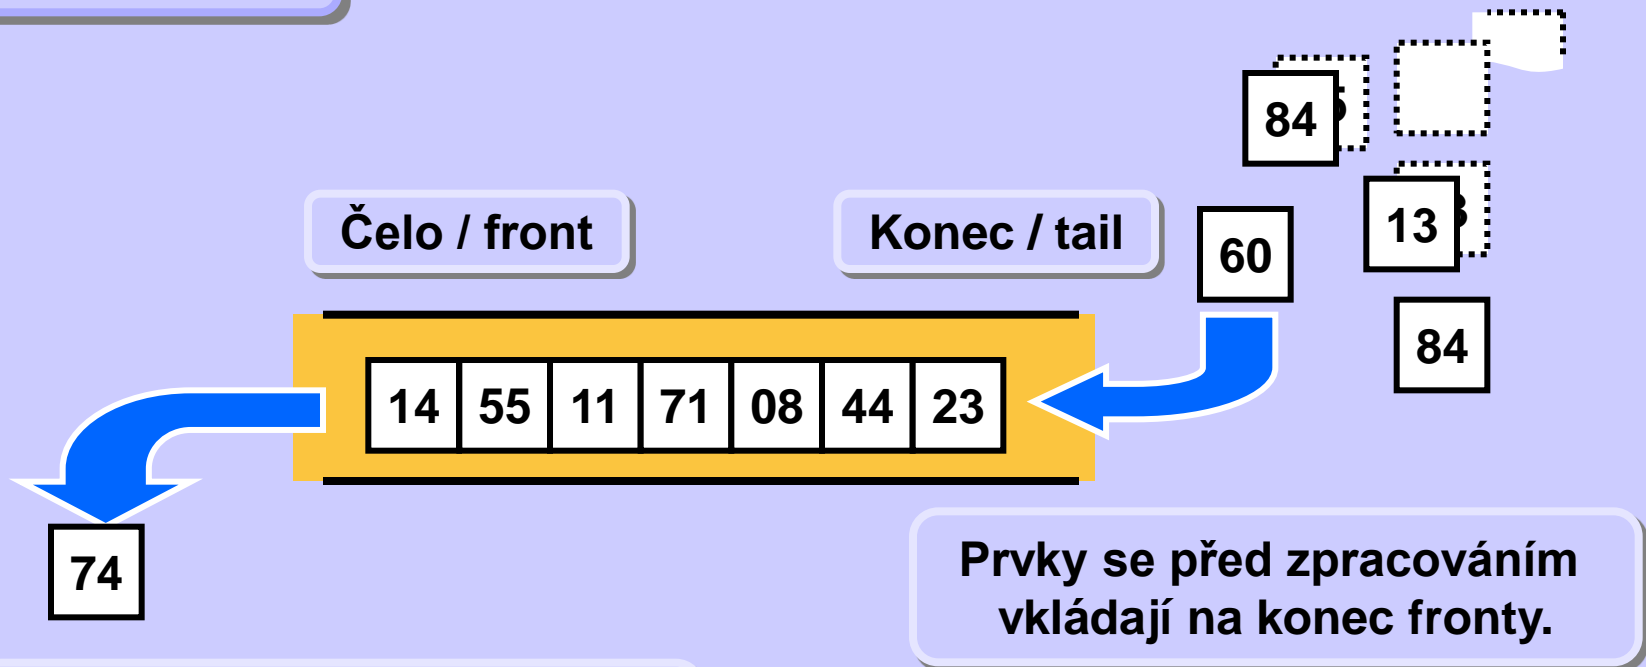 84
Čelo / front
Konec / tail
60
13
84
14 55 11 71 08 44 23
74
Prvky se před zpracováním
vkládají na konec fronty.